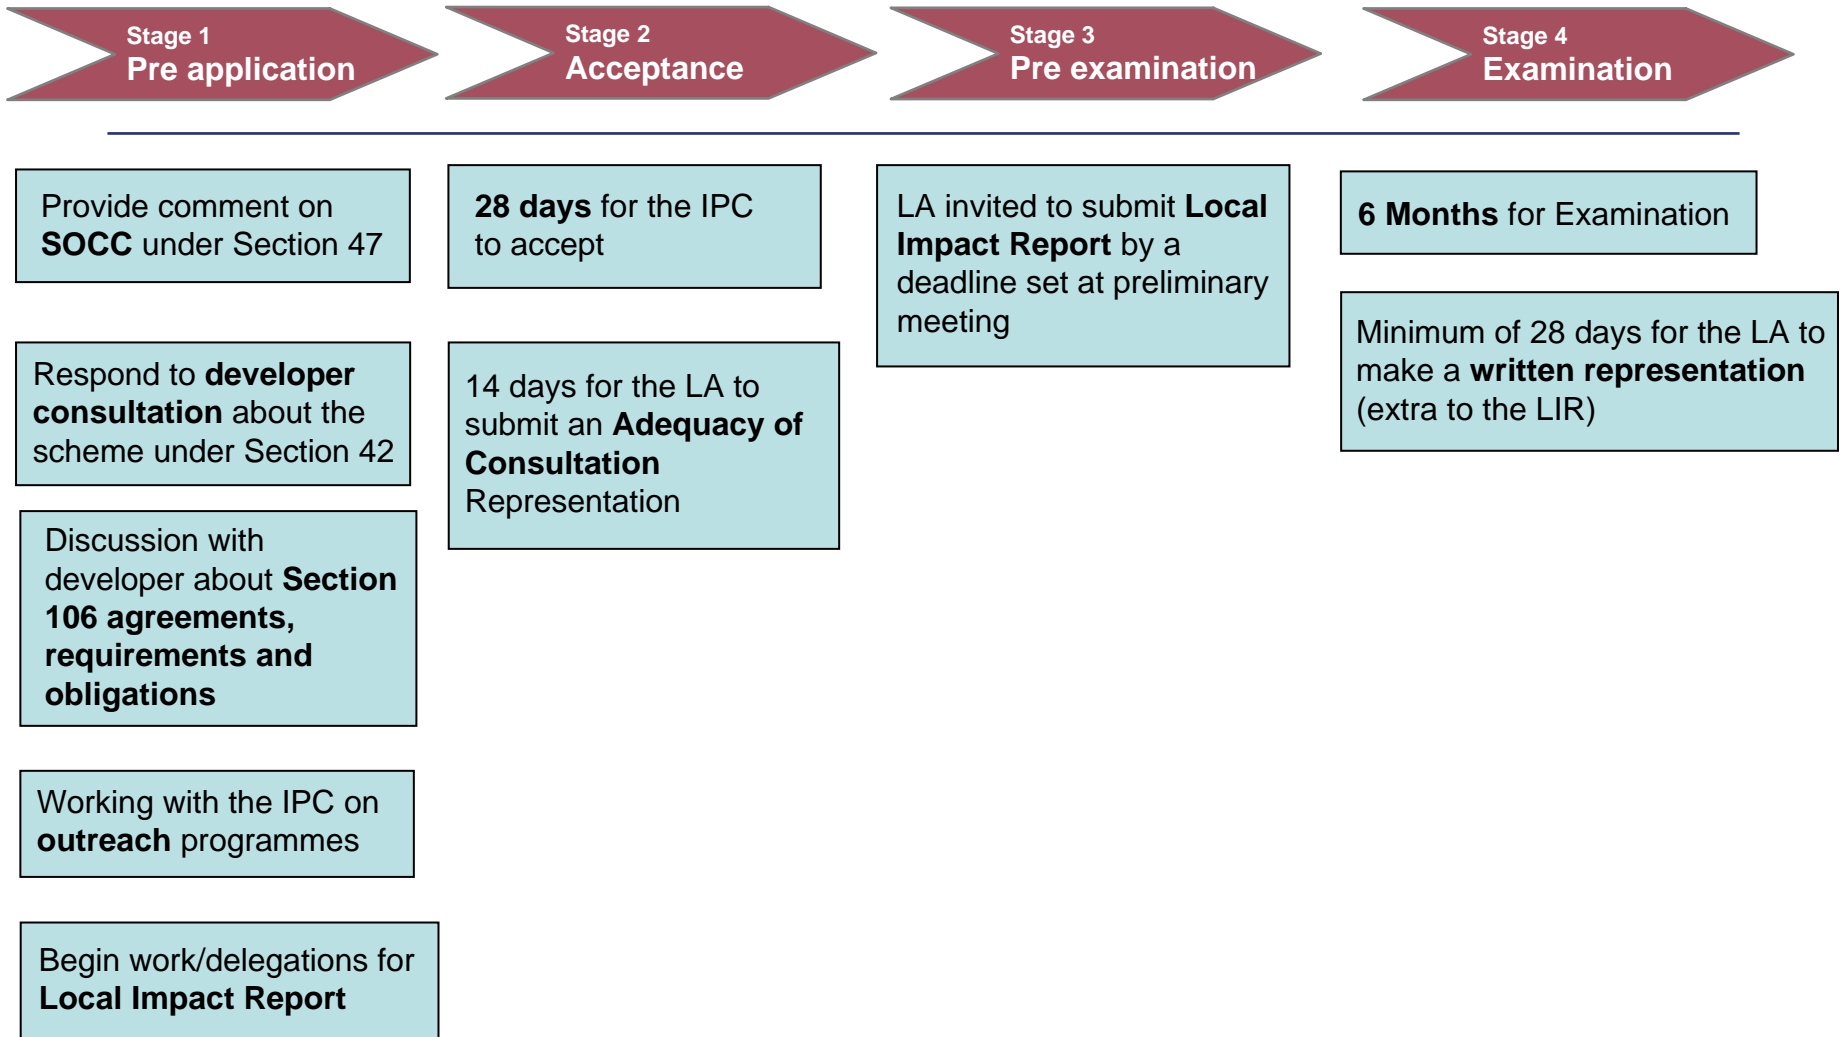 Stage 1
Pre application
Stage 2
Acceptance
Stage 3
Pre examination
Stage 4
Examination
Provide comment on
SOCC under Section 47
Respond to developer
consultation about the
scheme under Section 42
Discussion with
developer about Section
106 agreements,
requirements and
obligations
Working with the IPC on
outreach programmes
Begin work/delegations for
Local Impact Report
28 days for the IPC
to accept
14 days for the LA to
submit an Adequacy of
Consultation
Representation
LA invited to submit Local
Impact Report by a
deadline set at preliminary
meeting
6 Months for Examination
Minimum of 28 days for the LA to
make a written representation
(extra to the LIR)